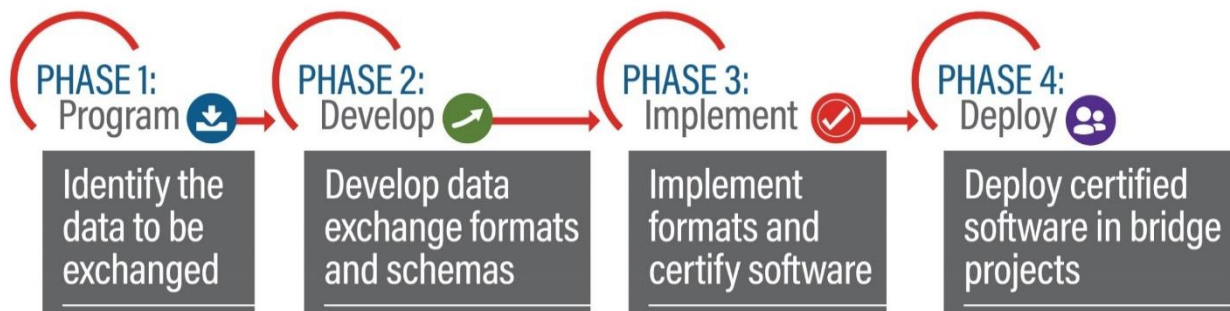 PHASE 1:
Program
Identify the
data to be
exchanged
PHASE 2:
Develop
Develop data
exchange formats
and schemas
PHASE 3:
Implement
Implement
formats and
certify software
PHASE 4:
Deploy
Deploy certified
software in bridge
projects